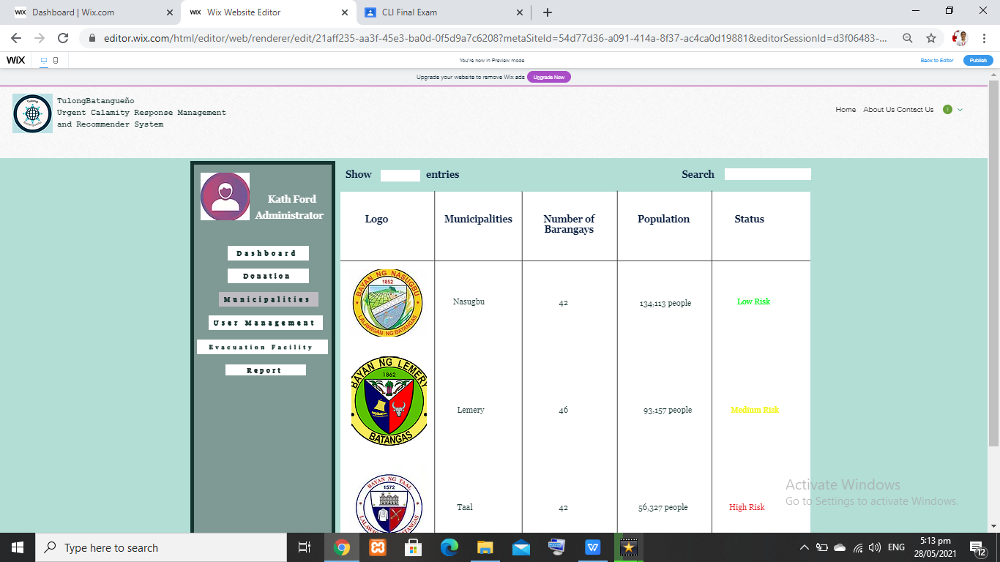 Dashboard | Wix.com
Wix Website Editor
CLI Final Exam
editor.wix.com/html/editor/web/renderer/edit/21aff235-aa3f-45e3-ba0d-0f5d9a7c6208?metaSiteId=54d77d36-a091-414a-8f37-ac4ca0d19881&editorSessionId=d3f06483-...
WiX
You're now in Preview mode
Back to Editor
Publish
Upgrade your website to remove Wix ads
Upgrade Now
TulongBatangueño
Urgent Calamity Response Management
and Recommender System
Home About Us Contact Us
Kath Ford
Administrator
Dashboard
Donation
Municipalities
User Management
Evacuation Facility
Report
Show entries
Search
Logo Municipalities Number of Barangays Population Status
BAYAN NG NASUGBU
1852
LALAWIGAN NG BATANGAS
Nasugbu 42 134,113 people Low Risk
BAYAN NG LEMERY
1862
BATANGAS
Lemery 46 93,157 people Medium Risk
BAYAN NG TAAL
1572
LALAWIGAN NG BATANGAS
Taal 42 56,327 people High Risk
Activate Windows
Go to Settings to activate Windows.
Type here to search
ENG
5:13 pm
28/05/2021
12